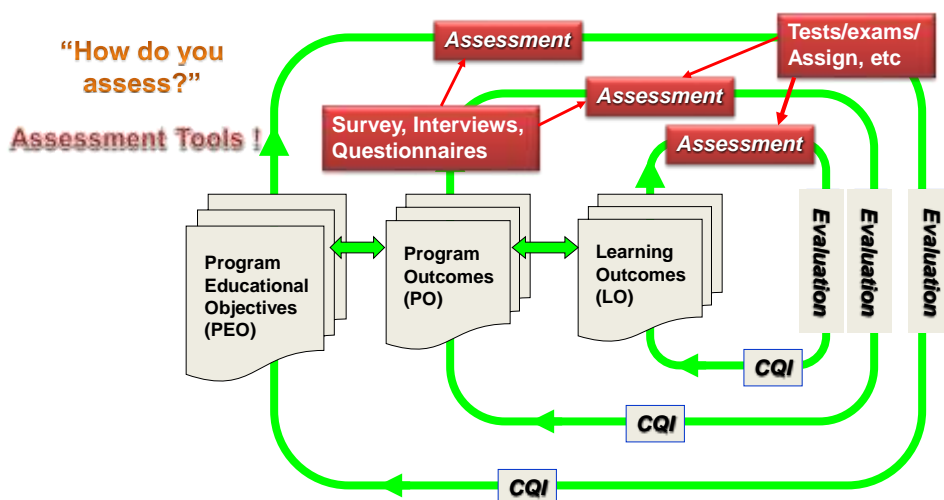 “How do you
assess?”
Assessment Tools !
Assessment
Tests/exams/
Assign, etc
Assessment
Survey, Interviews,
Questionnaires
Assessment
Program
Educational
Objectives
(PEO)
Program
Outcomes
(PO)
Learning
Outcomes
(LO)
Evaluation
Evaluation
Evaluation
CQI
CQI
CQI